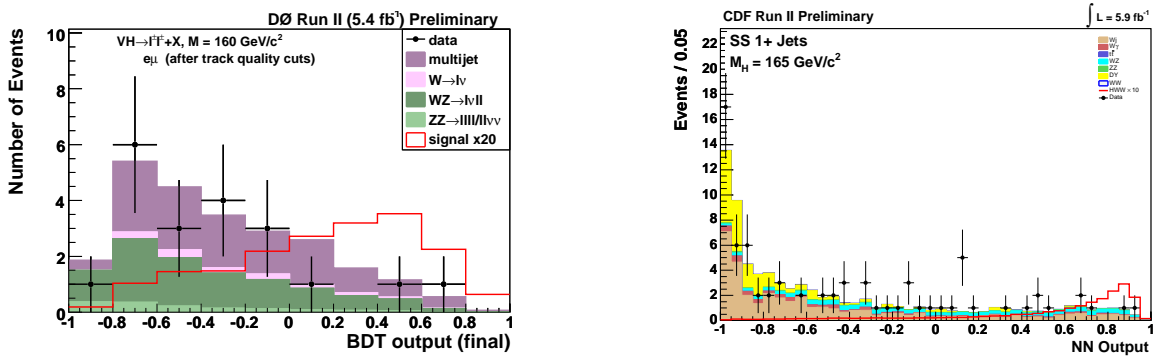 DØ Run II (5.4 fb⁻¹) Preliminary
Number of Events
VH→l±l±+X, M = 160 GeV/c²
eμ (after track quality cuts)
data
multijet
W→lν
WZ→lνll
ZZ→llll/llνν
signal x20
10
8
6
4
2
0
-1 -0.8 -0.6 -0.4 -0.2 0 0.2 0.4 0.6 0.8 1
BDT output (final)
CDF Run II Preliminary
∫ L = 5.9 fb⁻¹
Events / 0.05
SS 1+ Jets
M_H = 165 GeV/c²
Wj
Wγ
WZ
ZZ
DY
WW
HWW × 10
Data
22
20
18
16
14
12
10
8
6
4
2
0
-1 -0.8 -0.6 -0.4 -0.2 0 0.2 0.4 0.6 0.8 1
NN Output